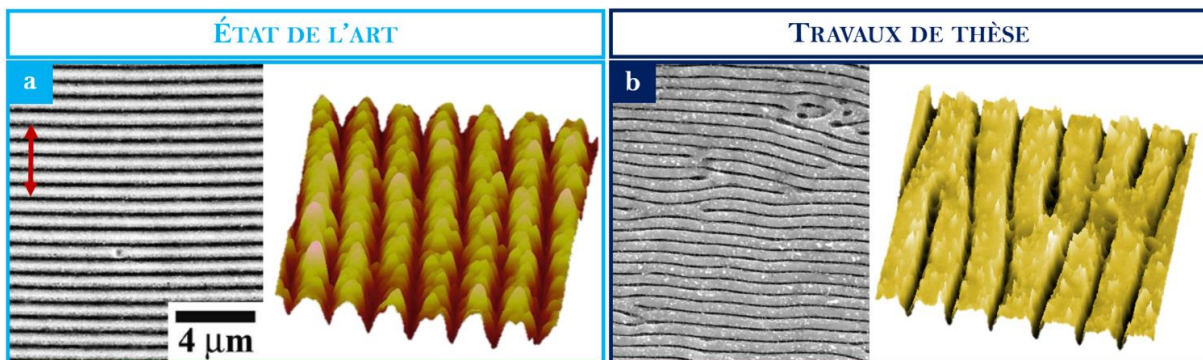 ÉTAT DE L'ART
TRAVAUX DE THÈSE
a
b
4 µm